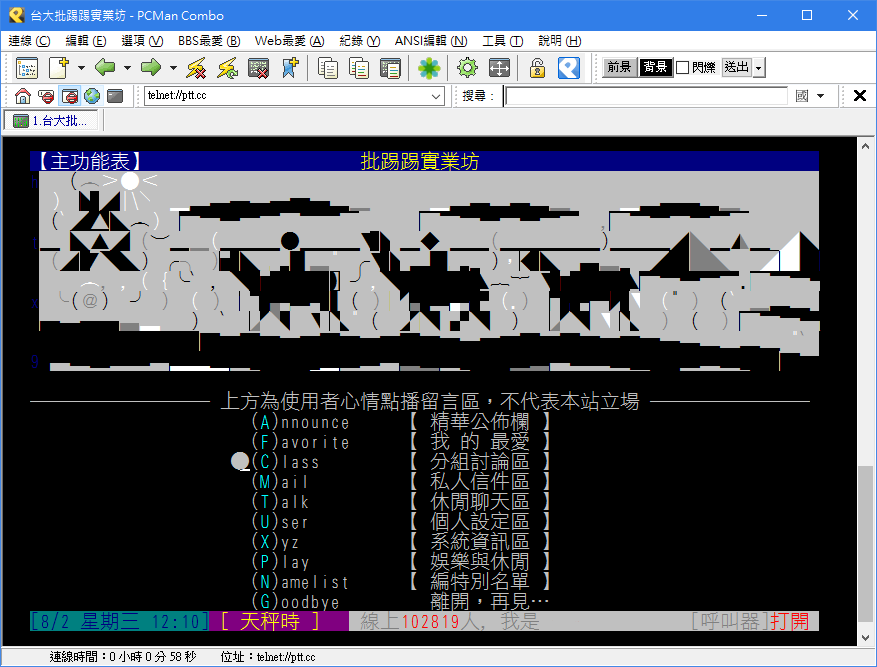 台大批踢踢實業坊 - PCMan Combo
連線 (C) 編輯 (E) 選項 (V) BBS最愛 (B) Web最愛 (A) 紀錄 (Y) ANSI編輯 (N) 工具 (T) 說明 (H)
前景 背景 閃爍 送出
telnet://ptt.cc 搜尋： 國
1.台大批...
【主功能表】 批踢踢實業坊
上方為使用者心情點播留言區，不代表本站立場
(A)nnounce 【 精華公佈欄 】
(F)avorite 【 我 的 最愛 】
(C)lass 【 分組討論區 】
(M)ail 【 私人信件區 】
(T)alk 【 休閒聊天區 】
(U)ser 【 個人設定區 】
(X)yz 【 系統資訊區 】
(P)lay 【 娛樂與休閒 】
(N)amelist 【 編特別名單 】
(G)oodbye 離開，再見…
[8/2 星期三 12:10] [ 天秤時 ] 線上102819人, 我是 [呼叫器]打開
連線時間：0 小時 0 分 58 秒 位址：telnet://ptt.cc